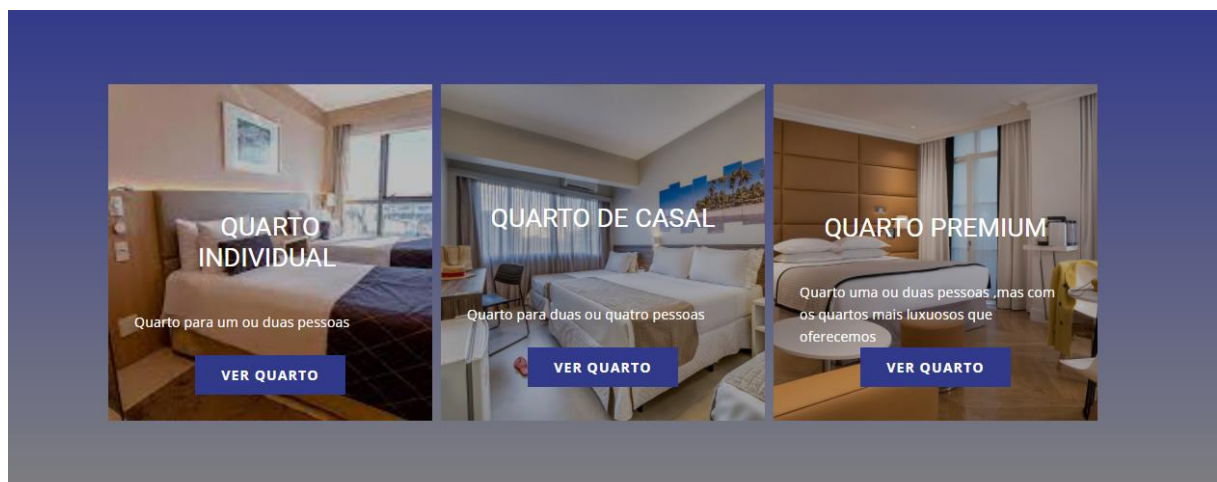 QUARTO
INDIVIDUAL
Quarto para um ou duas pessoas
VER QUARTO
QUARTO DE CASAL
Quarto para duas ou quatro pessoas
VER QUARTO
QUARTO PREMIUM
Quarto uma ou duas pessoas ,mas com
os quartos mais luxuosos que
oferecemos
VER QUARTO